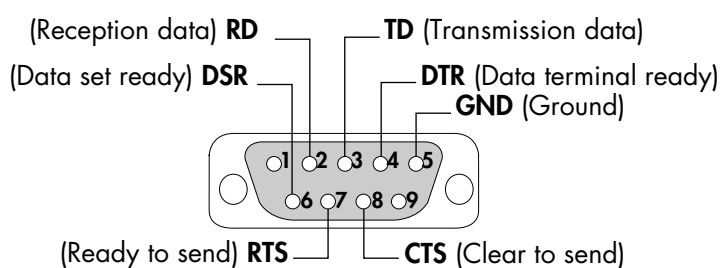 (Reception data) RD
TD (Transmission data)
(Data set ready) DSR
DTR (Data terminal ready)
GND (Ground)
1 2 3 4 5
6 7 8 9
(Ready to send) RTS
CTS (Clear to send)